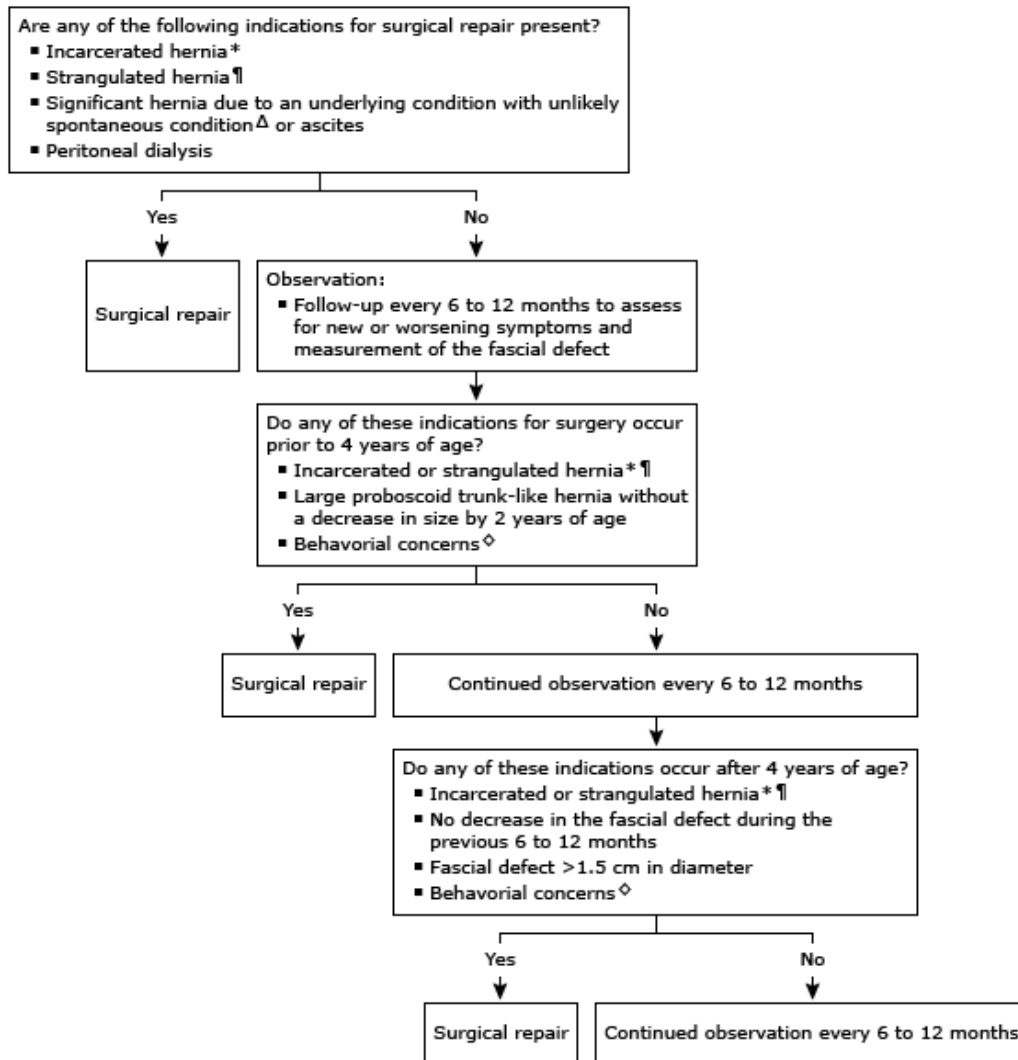 Are any of the following indications for surgical repair present?
▪ Incarcerated hernia*
▪ Strangulated hernia¶
▪ Significant hernia due to an underlying condition with unlikely
spontaneous conditionΔ or ascites
▪ Peritoneal dialysis
Yes
No
Surgical repair
Observation:
▪ Follow-up every 6 to 12 months to assess
for new or worsening symptoms and
measurement of the fascial defect
Do any of these indications for surgery occur
prior to 4 years of age?
▪ Incarcerated or strangulated hernia*¶
▪ Large proboscoid trunk-like hernia without
a decrease in size by 2 years of age
▪ Behavorial concerns◇
Yes
No
Surgical repair
Continued observation every 6 to 12 months
Do any of these indications occur after 4 years of age?
▪ Incarcerated or strangulated hernia*¶
▪ No decrease in the fascial defect during the
previous 6 to 12 months
▪ Fascial defect >1.5 cm in diameter
▪ Behavorial concerns◇
Yes
No
Surgical repair
Continued observation every 6 to 12 months